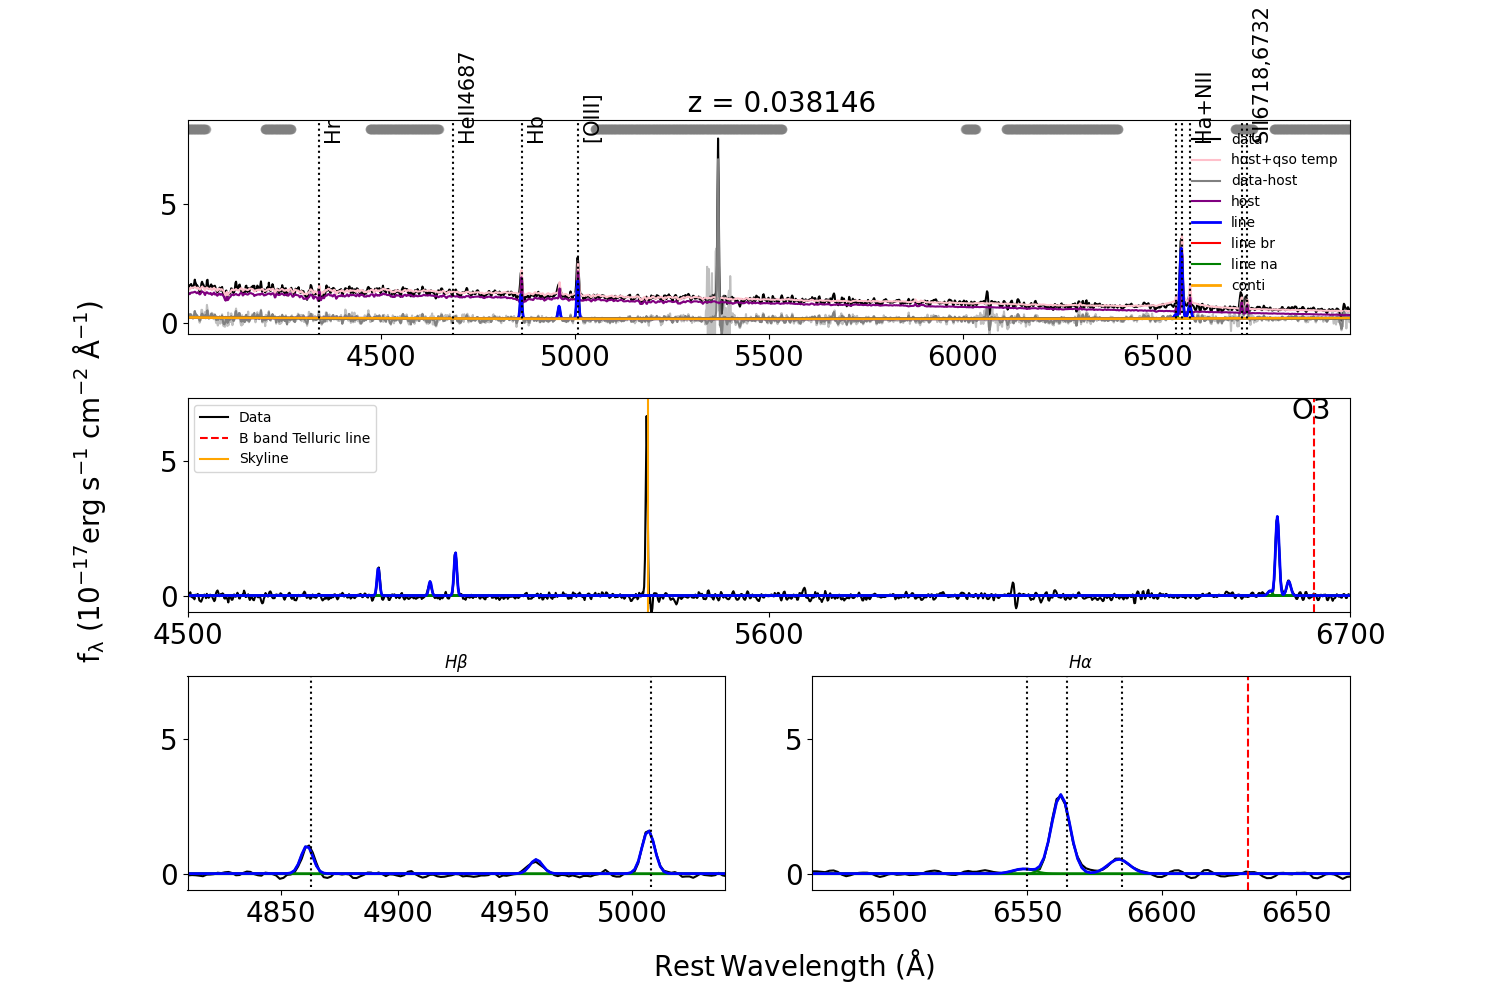 z = 0.038146
Hr
HeII4687
Hb
[OIII]
Ha+NII
SII6718,6732
data
host+qso temp
data-host
host
line
line br
line na
conti
5
0
4500
5000
5500
6000
6500
Data
B band Telluric line
Skyline
O3
5
0
4500
5600
6700
fλ (10−17erg s−1 cm−2 Å−1)
Hβ
5
0
4850
4900
4950
5000
Hα
5
0
6500
6550
6600
6650
Rest Wavelength (Å)